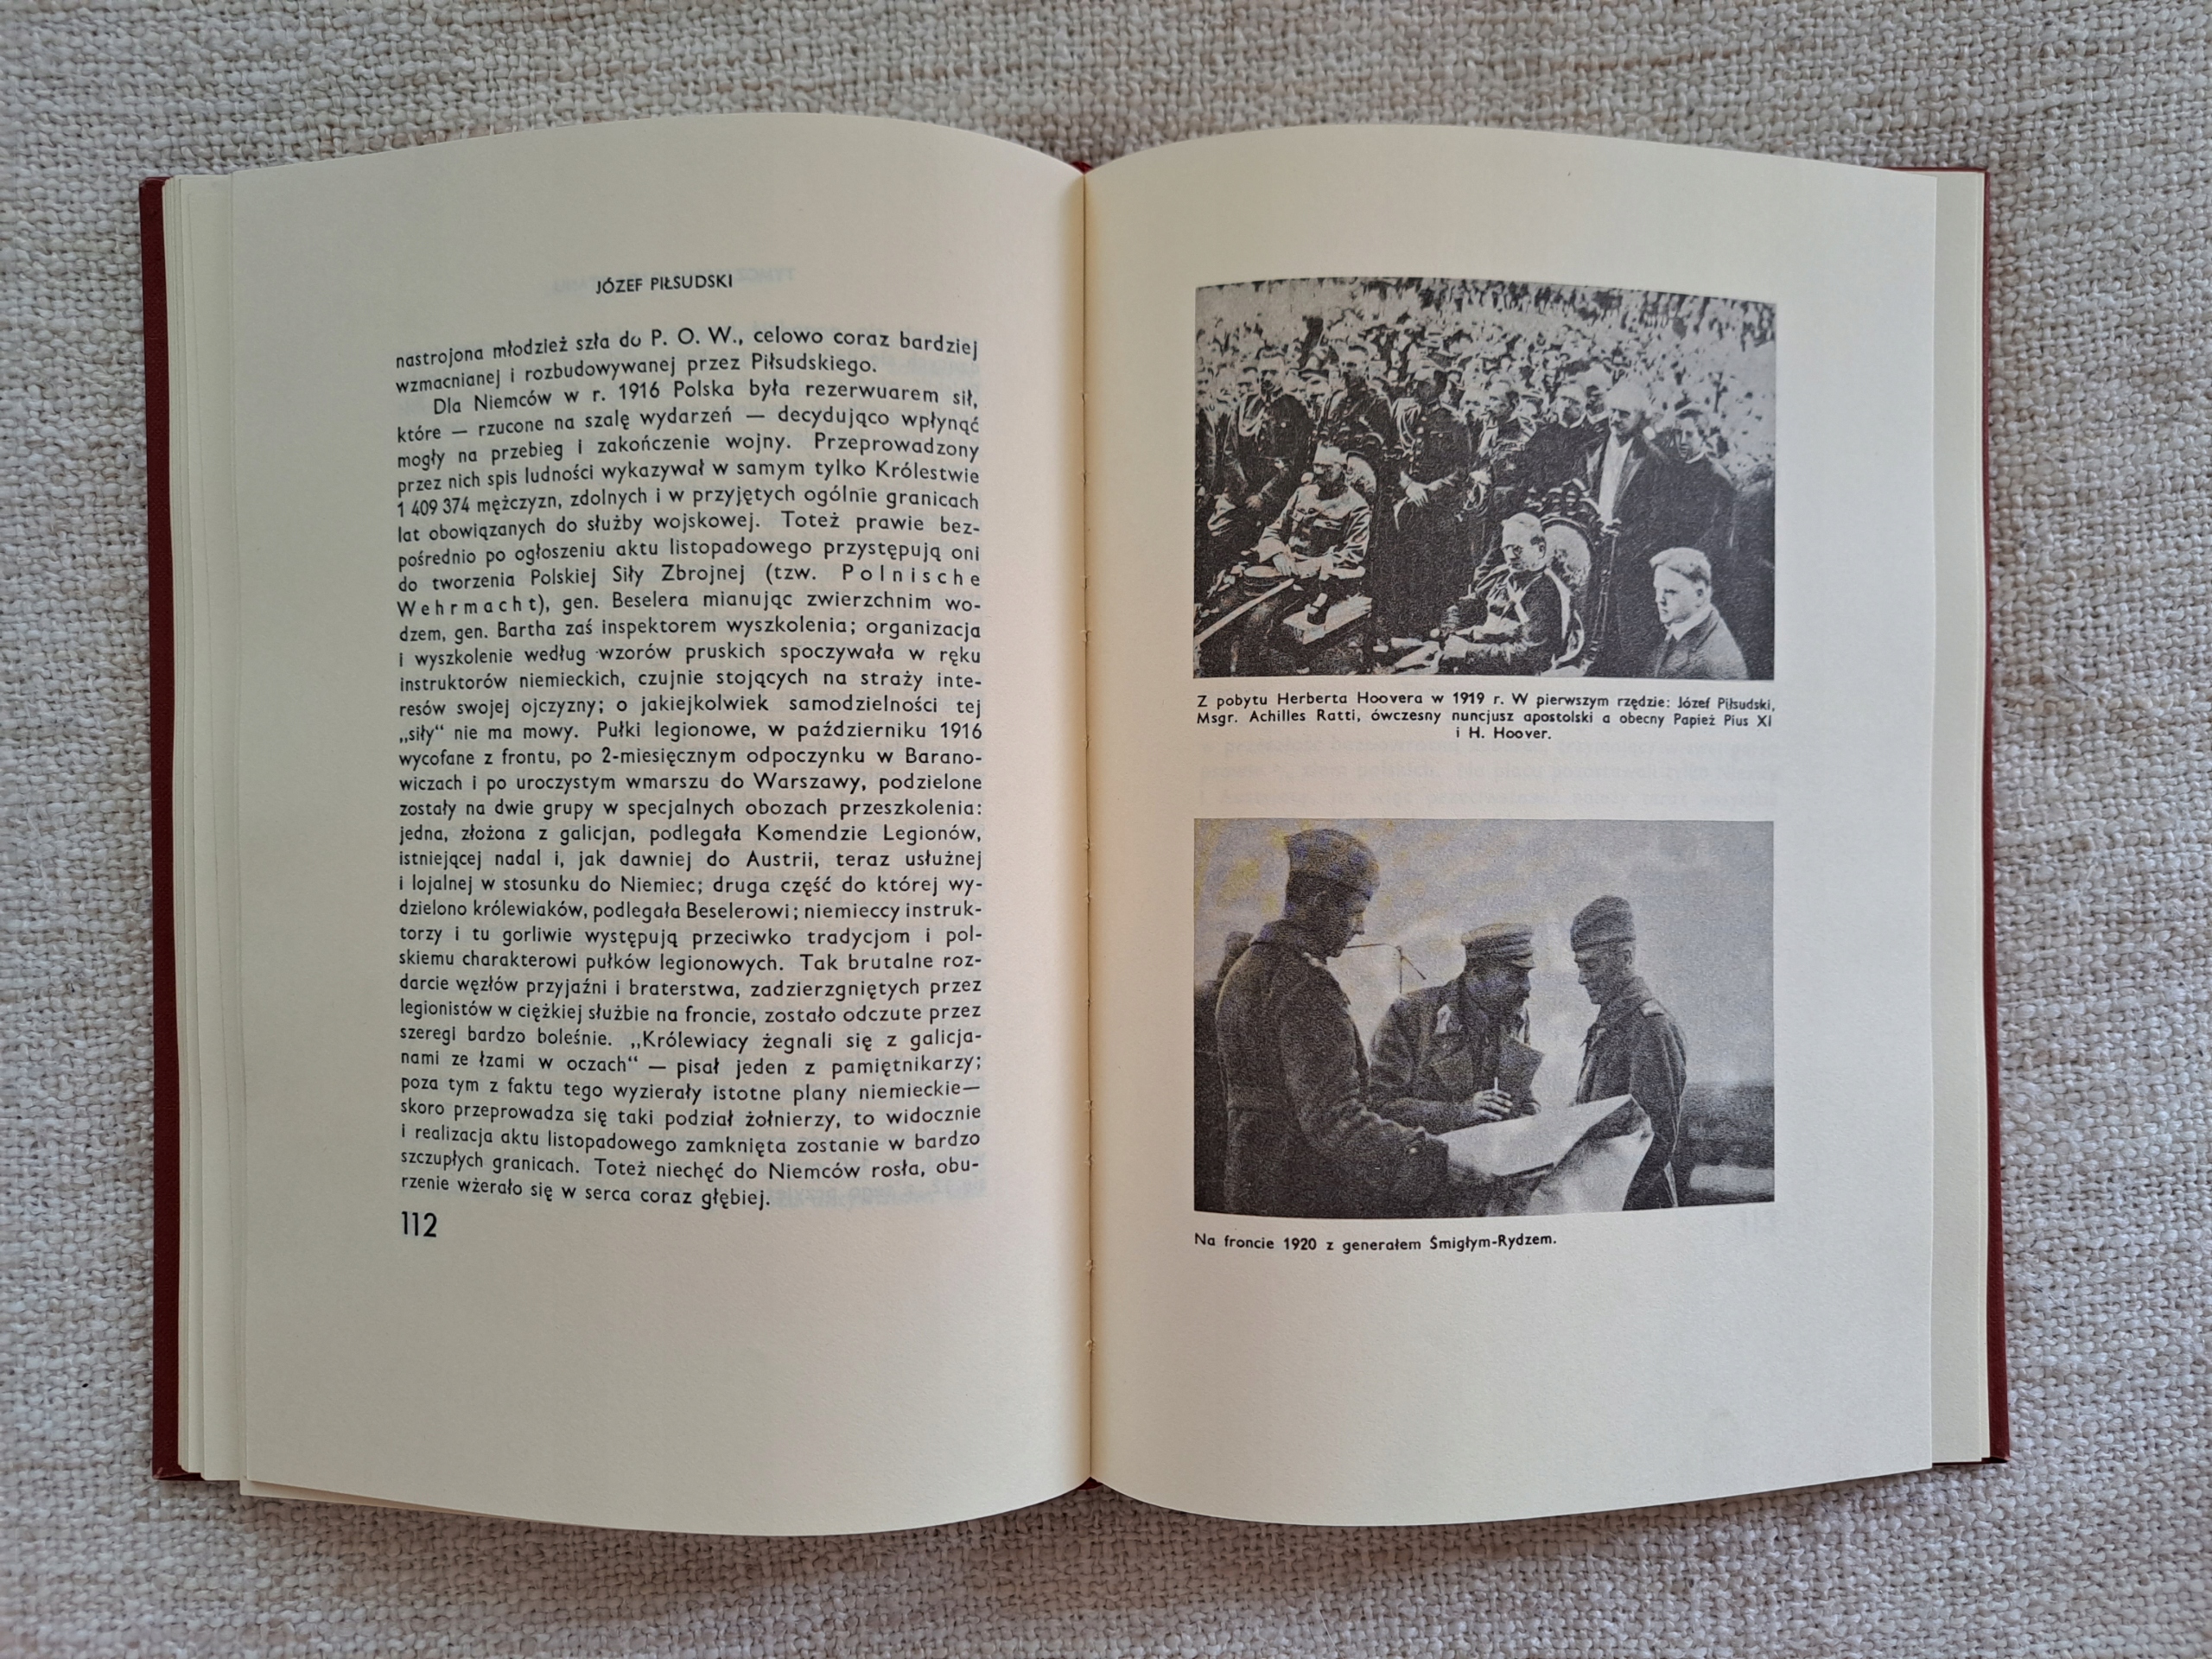 JÓZEF PIŁSUDSKI
nastrojona młodzież szła do P. O. W., celowo coraz bardziej
wzmacnianej i rozbudowywanej przez Piłsudskiego.
Dla Niemców w r. 1916 Polska była rezerwuarem sił,
które — rzucone na szalę wydarzeń — decydująco wpłynąć
mogły na przebieg i zakończenie wojny. Przeprowadzony
przez nich spis ludności wykazywał w samym tylko Królestwie
1 409 374 mężczyzn, zdolnych i w przyjętych ogólnie granicach
lat obowiązanych do służby wojskowej. Toteż prawie bez-
pośrednio po ogłoszeniu aktu listopadowego przystępują oni
do tworzenia Polskiej Siły Zbrojnej (tzw. Polnische
Wehrmacht), gen. Beselera mianując zwierzchnim wo-
dzem, gen. Bartha zaś inspektorem wyszkolenia; organizacja
i wyszkolenie według wzorów pruskich spoczywała w ręku
instruktorów niemieckich, czujnie stojących na straży inte-
resów swojej ojczyzny; o jakiejkolwiek samodzielności tej
„siły“ nie ma mowy. Pułki legionowe, w październiku 1916
wycofane z frontu, po 2-miesięcznym odpoczynku w Barano-
wiczach i po uroczystym wmarszu do Warszawy, podzielone
zostały na dwie grupy w specjalnych obozach przeszkolenia:
jedna, złożona z galicjan, podlegała Komendzie Legionów,
istniejącej nadal i, jak dawniej do Austrii, teraz usłużnej
i lojalnej w stosunku do Niemiec; druga część do której wy-
dzielono królewiaków, podlegała Beselerowi; niemieccy instruk-
torzy i tu gorliwie występują przeciwko tradycjom i pol-
skiemu charakterowi pułków legionowych. Tak brutalne roz-
darcie węzłów przyjaźni i braterstwa, zadzierzgniętych przez
legionistów w ciężkiej służbie na froncie, zostało odczute przez
szeregi bardzo boleśnie. „Królewiacy żegnali się z galicja-
nami ze łzami w oczach“ — pisał jeden z pamiętnikarzy;
poza tym z faktu tego wyzierały istotne plany niemieckie—
skoro przeprowadza się taki podział żołnierzy, to widocznie
i realizacja aktu listopadowego zamknięta zostanie w bardzo
szczupłych granicach. Toteż niechęć do Niemców rosła, obu-
rzenie wżerało się w serca coraz głębiej.
112
Z pobytu Herberta Hoovera w 1919 r. W pierwszym rzędzie: Józef Piłsudski,
Msgr. Achilles Ratti, ówczesny nuncjusz apostolski a obecny Papież Pius XI
i H. Hoover.
Na froncie 1920 z generałem Śmigłym-Rydzem.